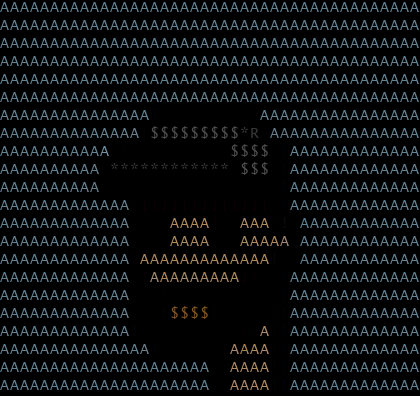 AAAAAAAAAAAAAAAAAAAAAAAAAAAAAAAAAAAAAAAAAA
AAAAAAAAAAAAAAAAAAAAAAAAAAAAAAAAAAAAAAAAAA
AAAAAAAAAAAAAAAAAAAAAAAAAAAAAAAAAAAAAAAAAA
AAAAAAAAAAAAAAAAAAAAAAAAAAAAAAAAAAAAAAAAAA
AAAAAAAAAAAAAAAAAAAAAAAAAAAAAAAAAAAAAAAAAA
AAAAAAAAAAAAAAAAAAAAAAAAAAAAAAAAAAAAAAAAAA
AAAAAAAAAAAAAAA           AAAAAAAAAAAAAAAA
AAAAAAAAAAAAAA $$$$$$$$$*R AAAAAAAAAAAAAAA
AAAAAAAAAAA            $$$$  AAAAAAAAAAAAA
AAAAAAAAAA ************ $$$  AAAAAAAAAAAAA
AAAAAAAAAA                   AAAAAAAAAAAAA
AAAAAAAAAAAAA                AAAAAAAAAAAAA
AAAAAAAAAAAAA    AAAA   AAA   AAAAAAAAAAAA
AAAAAAAAAAAAA    AAAA   AAAAA AAAAAAAAAAAA
AAAAAAAAAAAAA AAAAAAAAAAAAA   AAAAAAAAAAAA
AAAAAAAAAAAAA  AAAAAAAAA     AAAAAAAAAAAAA
AAAAAAAAAAAAA                AAAAAAAAAAAAA
AAAAAAAAAAAAA    $$$$        AAAAAAAAAAAAA
AAAAAAAAAAAAA             A  AAAAAAAAAAAAA
AAAAAAAAAAAAAAA        AAAA  AAAAAAAAAAAAA
AAAAAAAAAAAAAAAAAAAAA  AAAA  AAAAAAAAAAAAA
AAAAAAAAAAAAAAAAAAAAA  AAAA  AAAAAAAAAAAAA